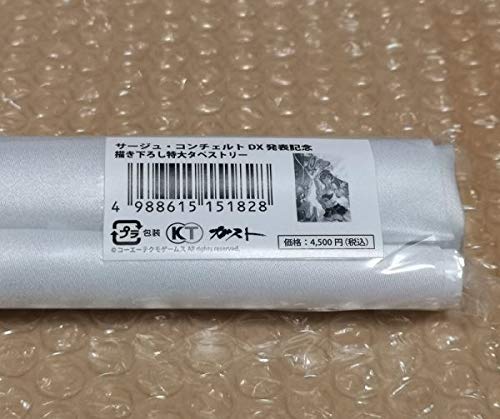 サージュ・コンチェルト DX 発表記念
描き下ろし特大タペストリー
4 988615 151828
プラ 包装 KT ガスト
©コーエーテクモゲームス All rights reserved.
価格：4,500円(税込)